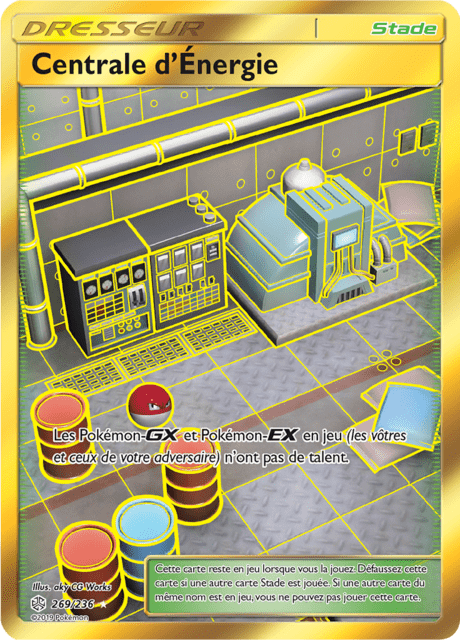 DRESSEUR
Stade
Centrale d'Énergie
Les Pokémon-GX et Pokémon-EX en jeu (les vôtres
et ceux de votre adversaire) n'ont pas de talent.
Cette carte reste en jeu lorsque vous la jouez. Défaussez cette
carte si une autre carte Stade est jouée. Si une autre carte du
même nom est en jeu, vous ne pouvez pas jouer cette carte.
Illus. aky CG Works
269/236
©2019 Pokémon